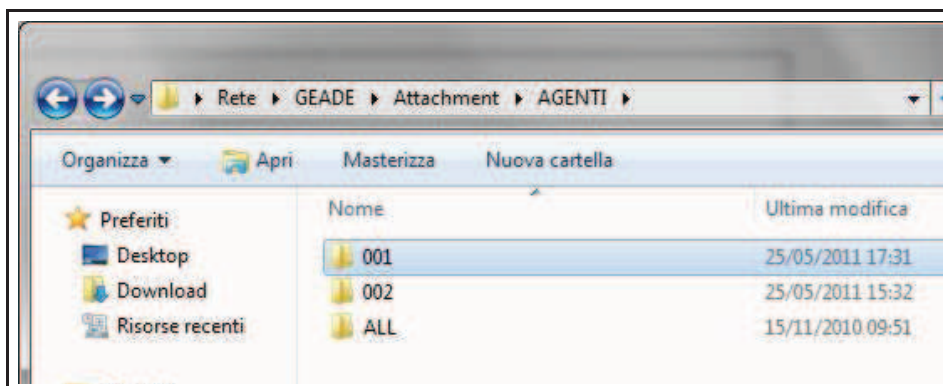 Rete ▸ GEADE ▸ Attachment ▸ AGENTI ▸
Organizza Apri Masterizza Nuova cartella
Preferiti
Desktop
Download
Risorse recenti
Nome Ultima modifica
001 25/05/2011 17:31
002 25/05/2011 15:32
ALL 15/11/2010 09:51